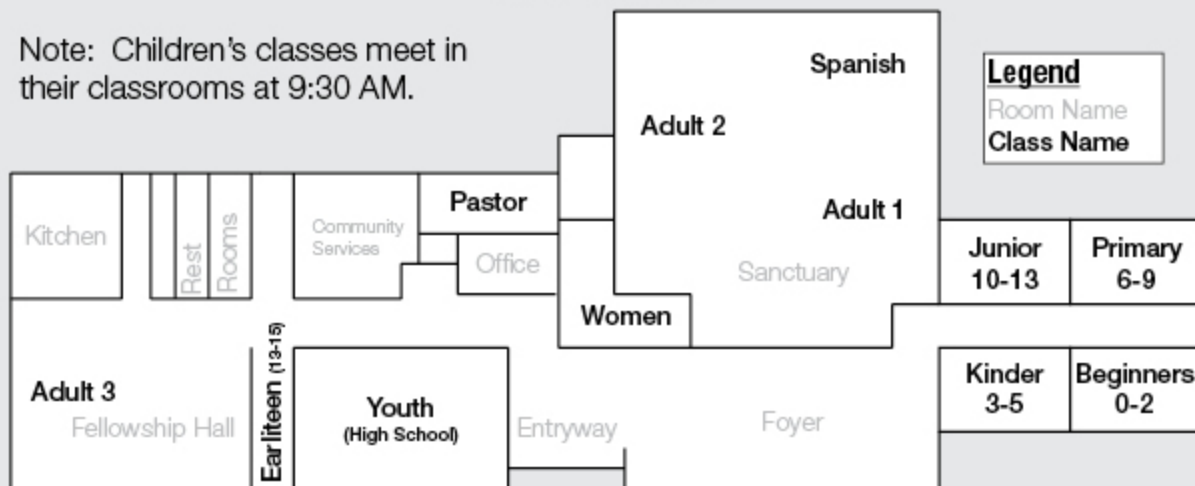 Note:  Children’s classes meet in
their classrooms at 9:30 AM.
Legend
Room Name
Class Name
Spanish
Adult 2
Adult 1
Sanctuary
Pastor
Kitchen
Rest
Rooms
Community
Services
Office
Women
Junior
10-13
Primary
6-9
Adult 3
Fellowship Hall
Earliteen (13-15)
Youth
(High School)
Entryway
Foyer
Kinder
3-5
Beginners
0-2